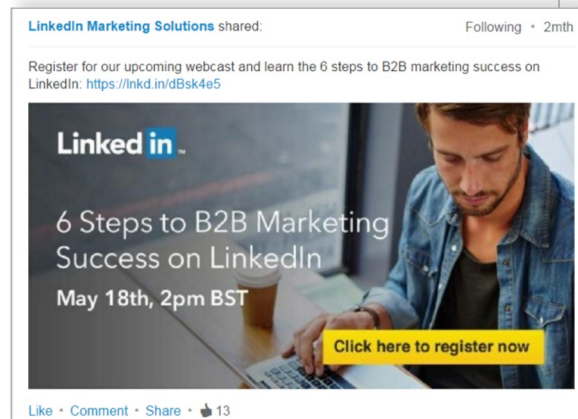 LinkedIn Marketing Solutions shared: Following • 2mth
Register for our upcoming webcast and learn the 6 steps to B2B marketing success on
LinkedIn: https://lnkd.in/dBsk4e5
Linked in
6 Steps to B2B Marketing
Success on LinkedIn
May 18th, 2pm BST
Click here to register now
Like • Comment • Share • 13